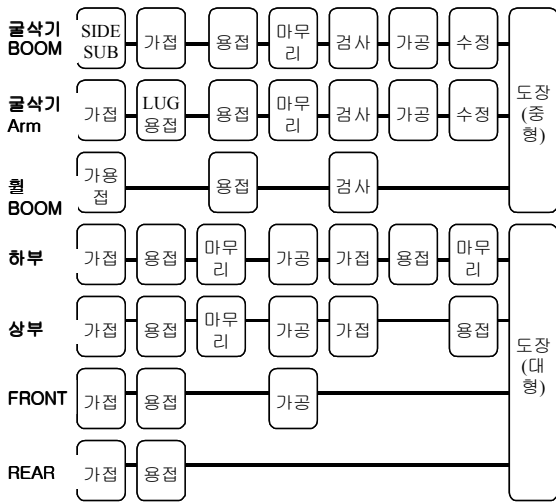 굴삭기 BOOM SIDE SUB 가접 용접 마무리 검사 가공 수정
굴삭기 Arm 가접 LUG 용접 용접 마무리 검사 가공 수정
도장(중형)
휠 BOOM 가용접 용접 검사
하부 가접 용접 마무리 가공 가접 용접 마무리
상부 가접 용접 마무리 가공 가접 용접
도장(대형)
FRONT 가접 용접 가공
REAR 가접 용접